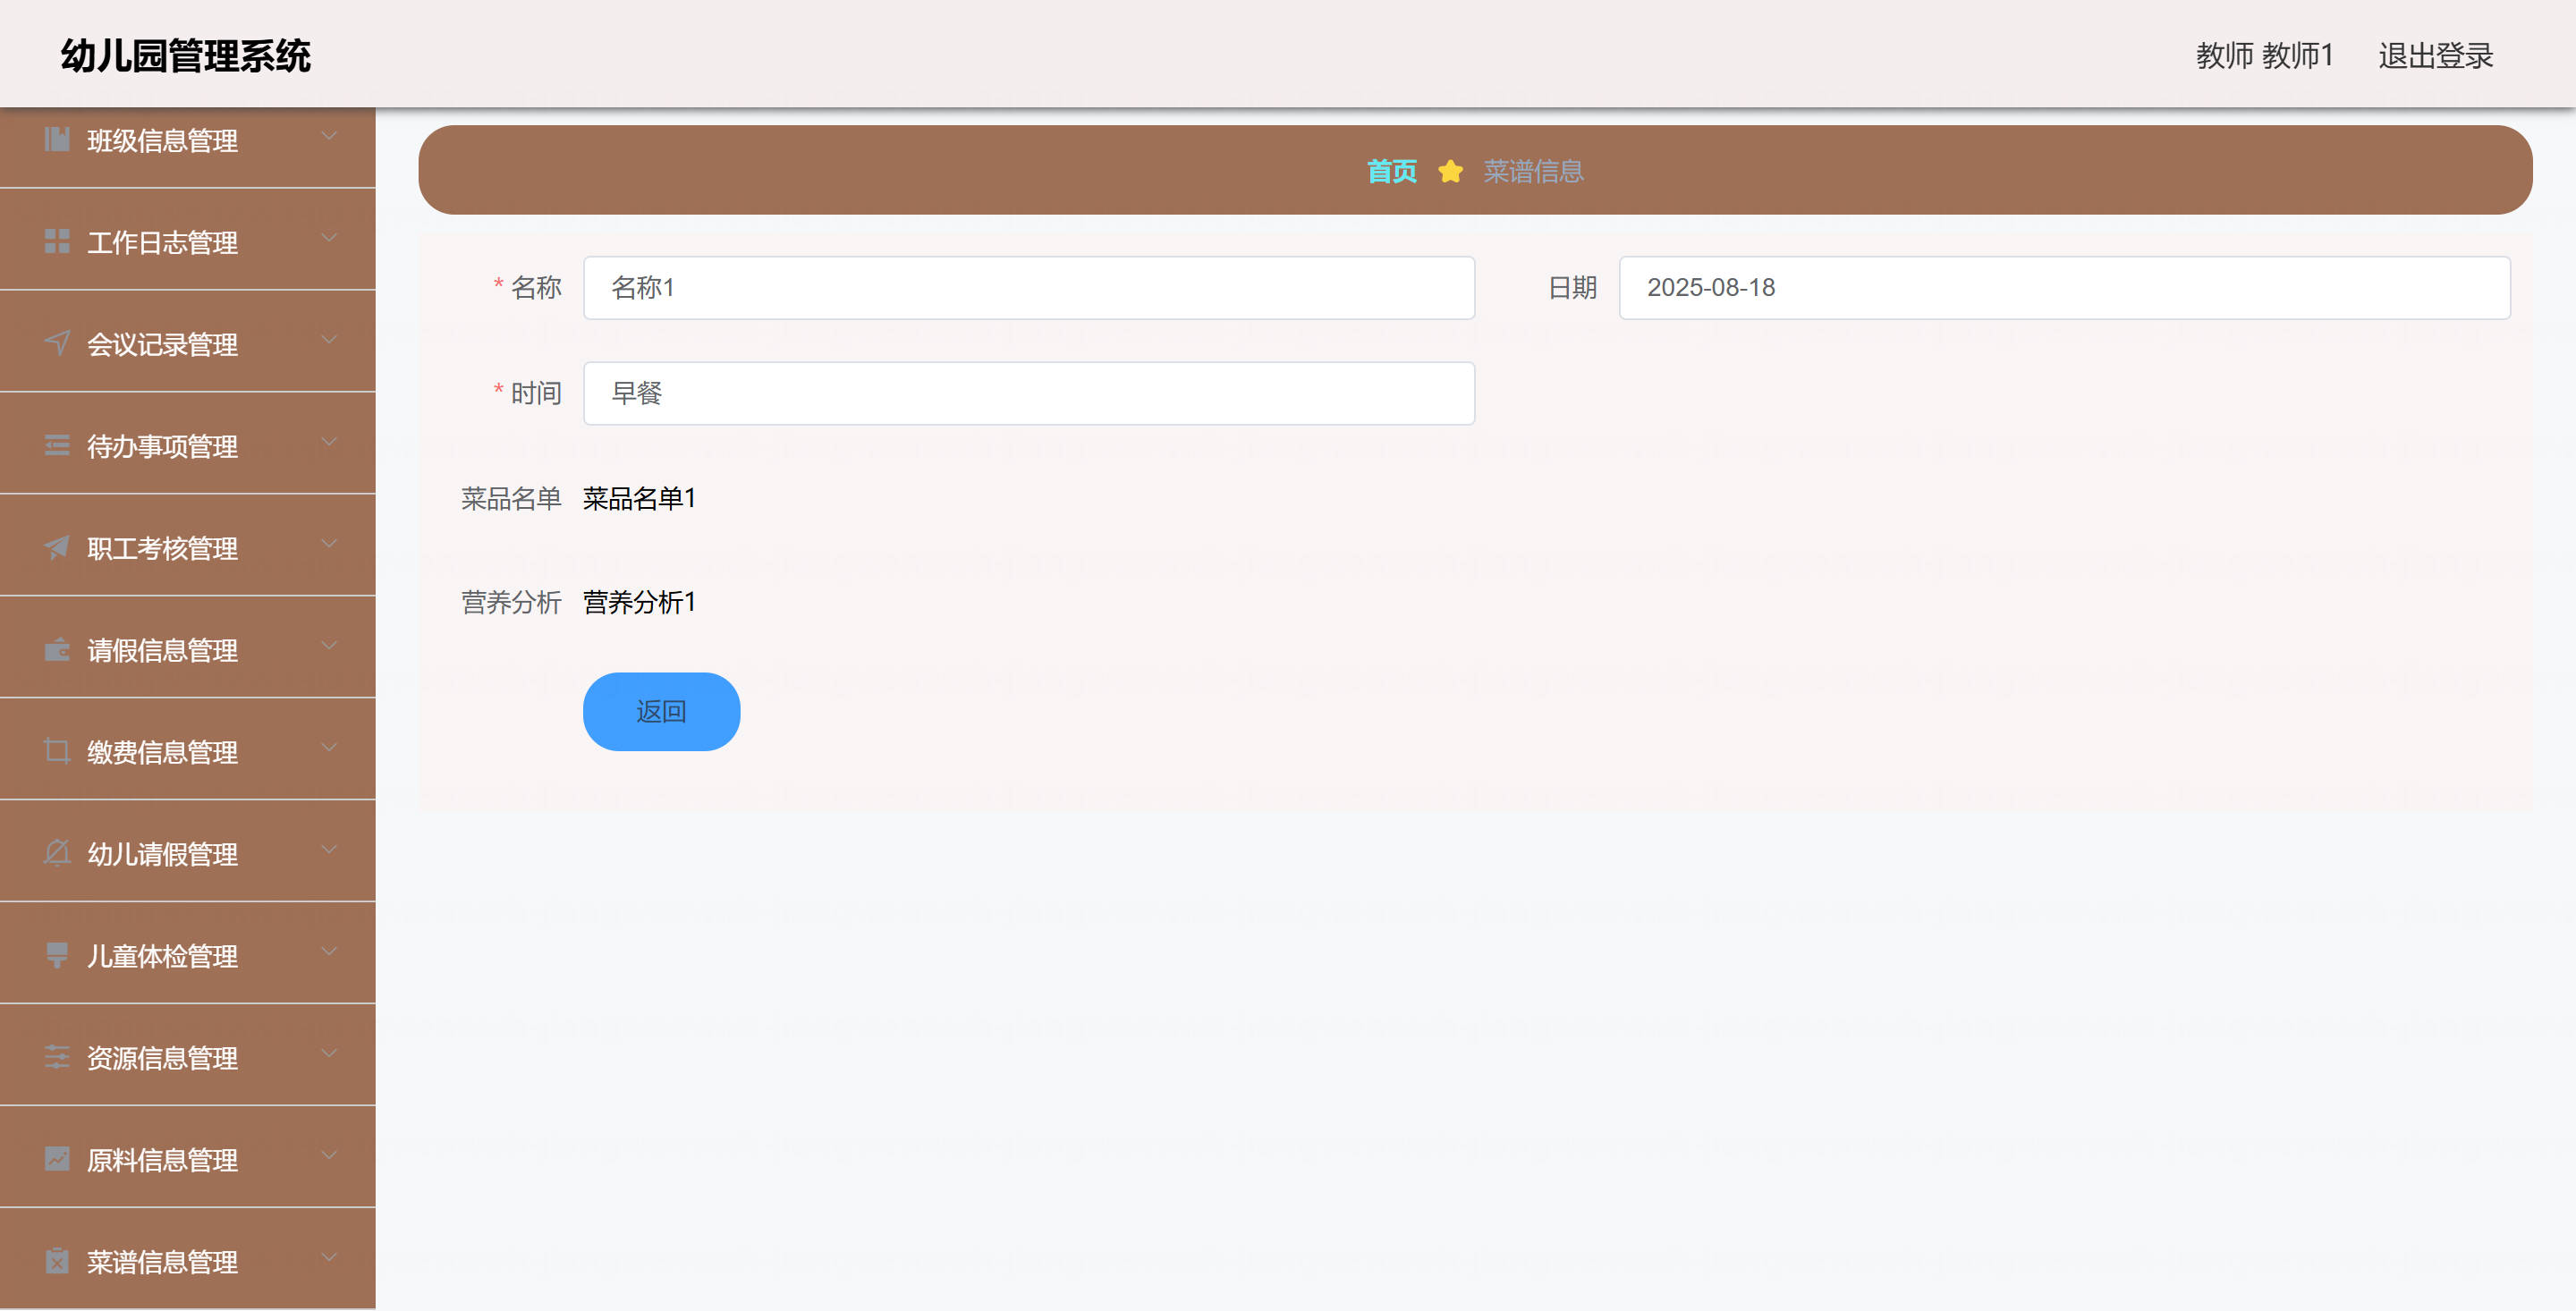 幼儿园管理系统
教师 教师1 退出登录
班级信息管理
工作日志管理
会议记录管理
待办事项管理
职工考核管理
请假信息管理
缴费信息管理
幼儿请假管理
儿童体检管理
资源信息管理
原料信息管理
菜谱信息管理
首页 菜谱信息
* 名称 名称1
日期 2025-08-18
* 时间 早餐
菜品名单 菜品名单1
营养分析 营养分析1
返回